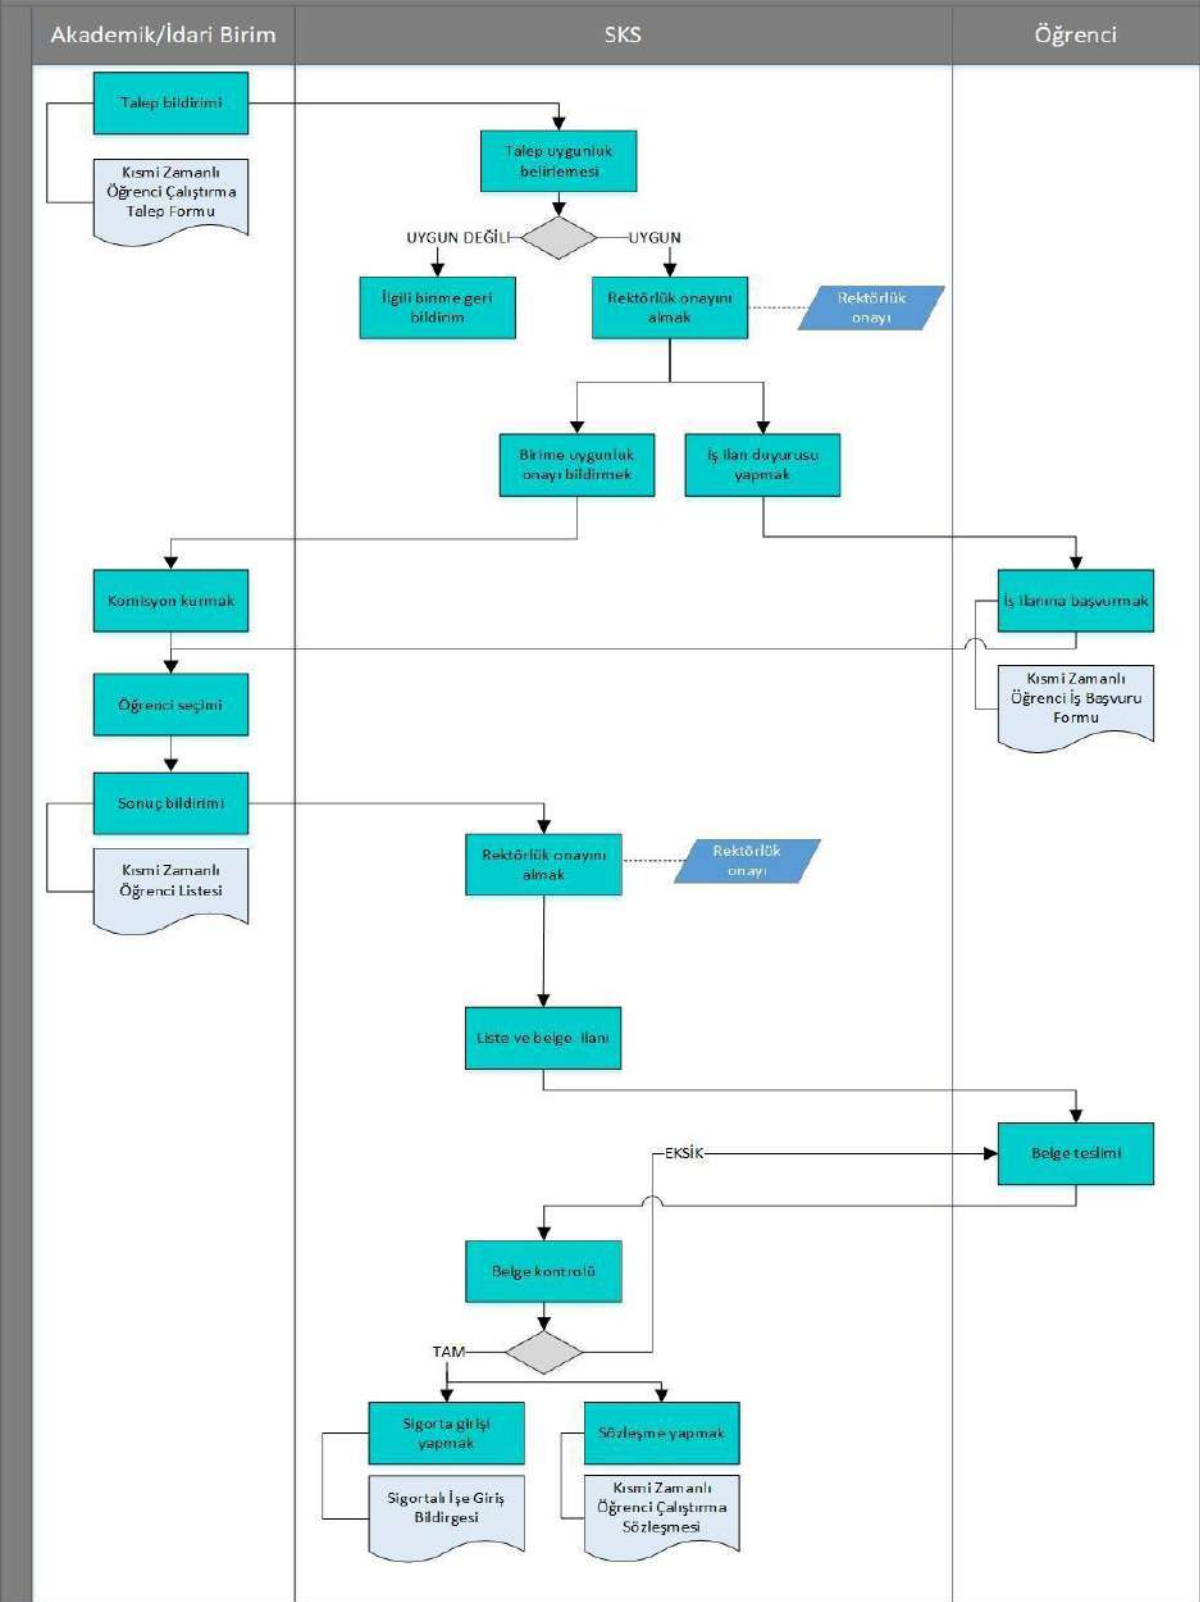 Akademik/İdari Birim
SKS
Öğrenci
Talep bildirimi
Kısmi Zamanlı
Öğrenci Çalıştırma
Talep Formu
Talep uygunluk
belirlemesi
UYGUN DEĞİL
UYGUN
İlgili birime geri
bildirim
Rektörlük onayını
almak
Rektörlük
onayı
Birime uygunluk
onayı bildirmek
İş ilan duyurusu
yapmak
Komisyon kurmak
İş ilanına başvurmak
Kısmi Zamanlı
Öğrenci İş Başvuru
Formu
Öğrenci seçimi
Sonuç bildirimi
Kısmi Zamanlı
Öğrenci Listesi
Rektörlük onayını
almak
Rektörlük
onayı
Liste ve belge ilanı
Belge teslimi
EKSİK
Belge kontrolü
TAM
Sigorta girişi
yapmak
Sigortalı İşe Giriş
Bildirgesi
Sözleşme yapmak
Kısmi Zamanlı
Öğrenci Çalıştırma
Sözleşmesi